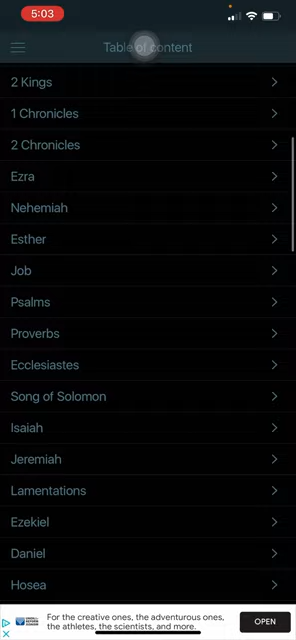 5:03
Table of content
2 Kings
1 Chronicles
2 Chronicles
Ezra
Nehemiah
Esther
Job
Psalms
Proverbs
Ecclesiastes
Song of Solomon
Isaiah
Jeremiah
Lamentations
Ezekiel
Daniel
Hosea
For the creative ones, the adventurous ones,
the athletes, the scientists, and more.
OPEN